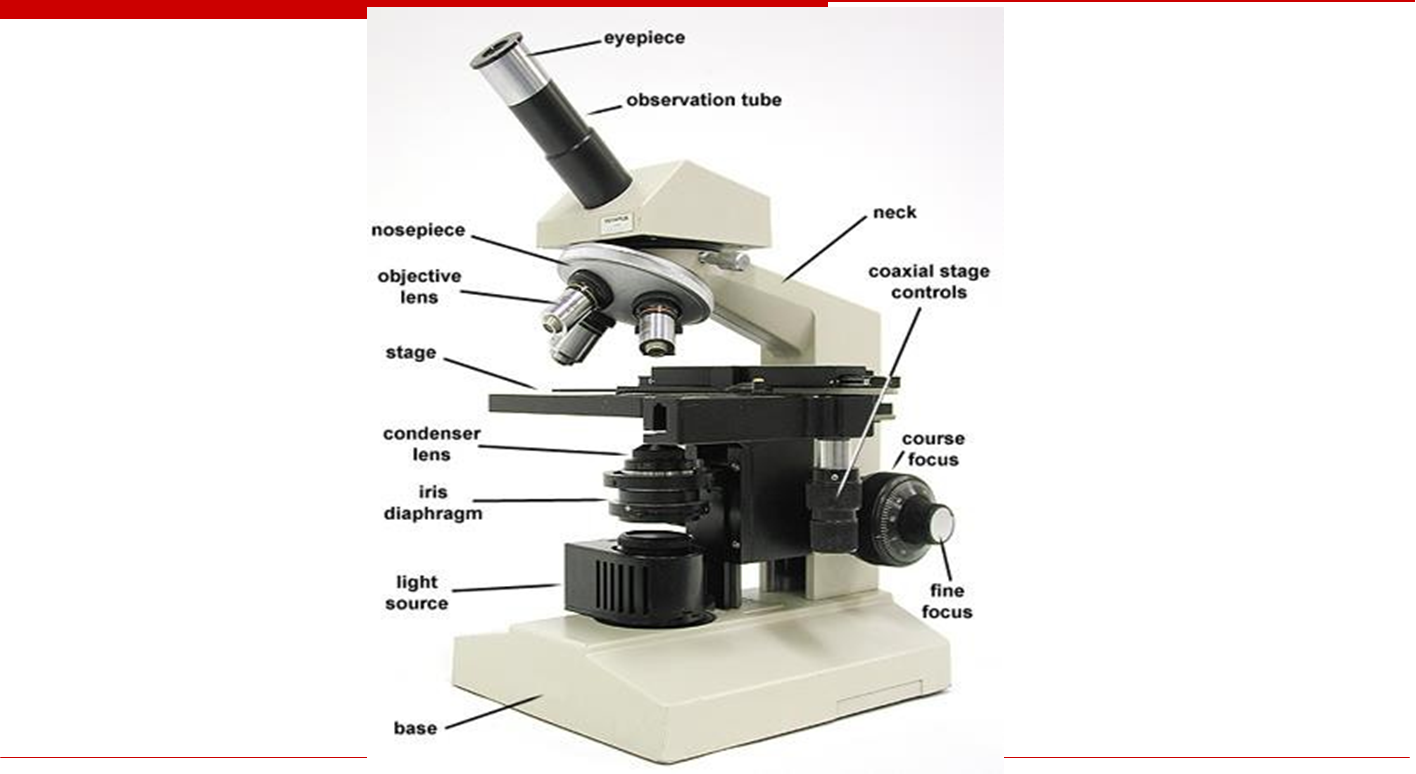 eyepiece
observation tube
neck
nosepiece
coaxial stage
controls
objective
lens
stage
condenser
lens
course
focus
iris
diaphragm
light
source
fine
focus
base